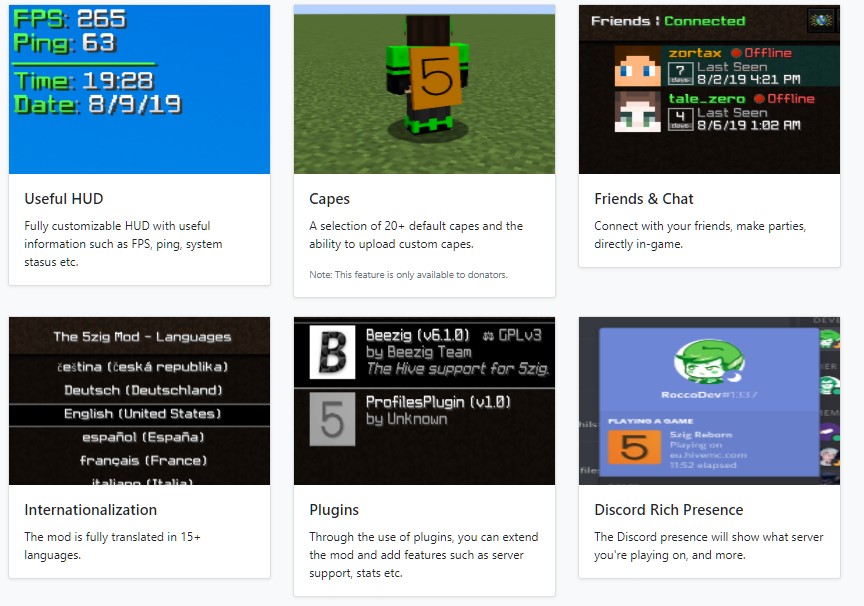 FPS: 265
Ping: 63
Time: 19:28
Date: 8/9/19
Useful HUD
Fully customizable HUD with useful
information such as FPS, ping, system
stasus etc.
5
Capes
A selection of 20+ default capes and the
ability to upload custom capes.
Note: This feature is only available to donators.
Friends | Connected
zortax Offline
7
days
Last Seen
8/2/19 4:21 PM
tale_zero Offline
4
days
Last Seen
8/6/19 1:02 AM
Friends & Chat
Connect with your friends, make parties,
directly in-game.
The 5zig Mod - Languages
čeština (česká republika)
Deutsch (Deutschland)
English (United States)
español (España)
français (France)
italiano (Italia)
Internationalization
The mod is fully translated in 15+
languages.
B
Beezig (v6.1.0) GPLv3
by Beezig Team
The Hive support for 5zig.
5
ProfilesPlugin (v1.0)
by Unknown
Plugins
Through the use of plugins, you can extend
the mod and add features such as server
support, stats etc.
RoccoDev#1337
PLAYING A GAME
5
5zig Reborn
Playing on
eu.hivemc.com
11:52 elapsed
Discord Rich Presence
The Discord presence will show what server
you're playing on, and more.